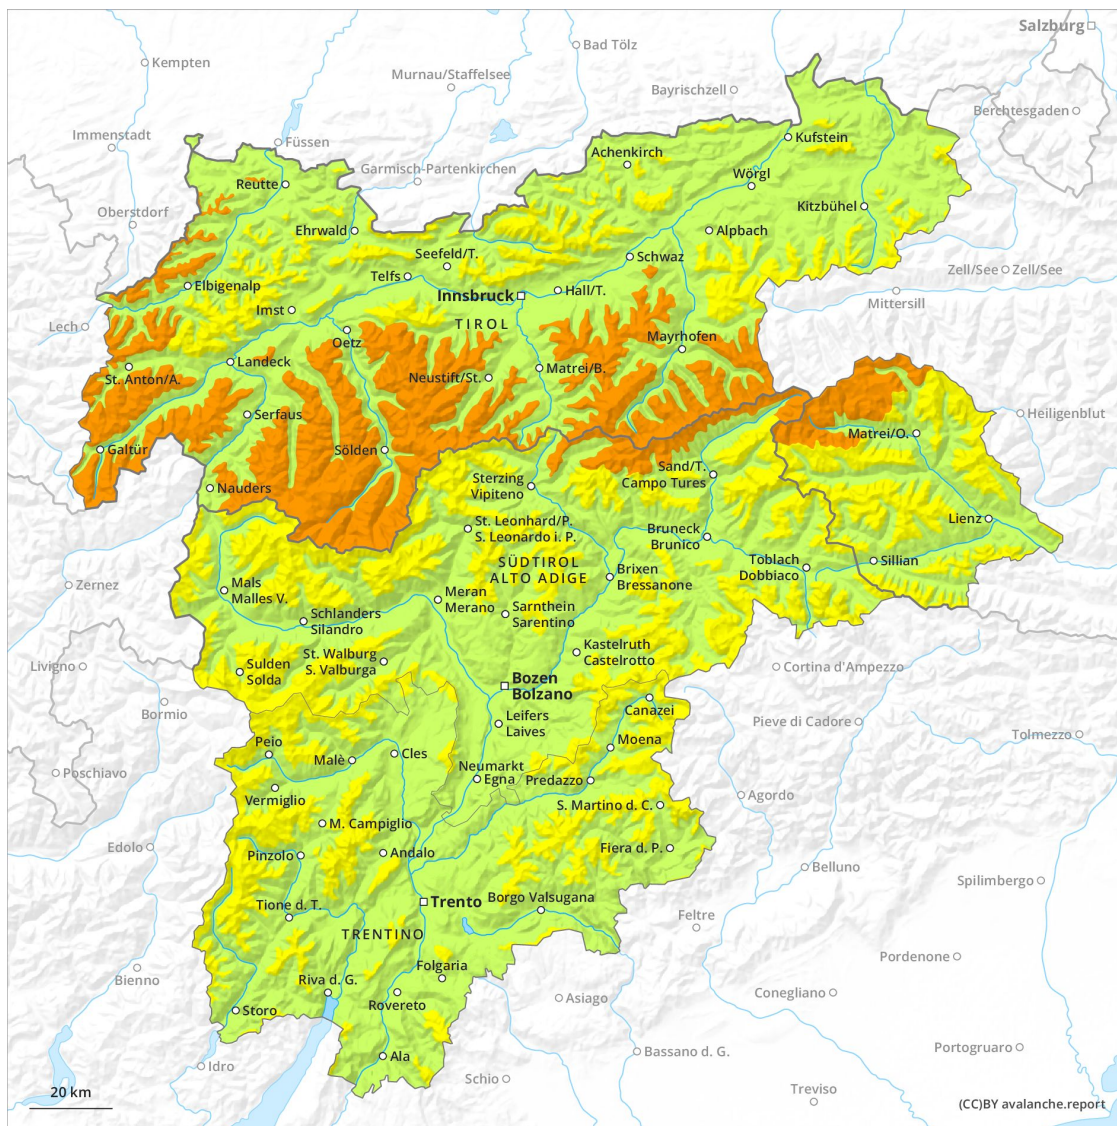 Salzburg
Bad Tölz
Kempten
Murnau/Staffelsee
Bayrischzell
Berchtesgaden
Immenstadt
Füssen
Kufstein
Achenkirch
Garmisch-Partenkirchen
Wörgl
Reutte
Kitzbühel
Oberstdorf
Ehrwald
Alpbach
Seefeld/T.
Schwaz
Zell/See
Zell/See
Telfs
Elbigenalp
Hall/T.
Innsbruck
Mittersill
Imst
TIROL
Lech
Mayrhofen
Oetz
Landeck
Matrei/B.
St. Anton/A.
Neustift/St.
Serfaus
Heiligenblut
Matrei/O.
Galtür
Sölden
Sand/T.
Campo Tures
Sterzing
Vipiteno
Nauders
Lienz
St. Leonhard/P.
S. Leonardo i. P.
Bruneck
Brunico
SÜDTIROL
ALTO ADIGE
Toblach
Dobbiaco
Sillian
Brixen
Bressanone
Zernez
Mals
Malles V.
Meran
Merano
Sarnthein
Sarentino
Schlanders
Silandro
Kastelruth
Castelrotto
St. Walburg
S. Valburga
Livigno
Sulden
Solda
Cortina d'Ampezzo
Bozen
Bolzano
Bormio
Canazei
Leifers
Laives
Pieve di Cadore
Tolmezzo
Peio
Moena
Cles
Malè
Poschiavo
Neumarkt
Egna
Predazzo
Vermiglio
Agordo
S. Martino d. C.
M. Campiglio
Edolo
Pinzolo
Andalo
Fiera d. P.
Belluno
Spilimbergo
Borgo Valsugana
Trento
Tione d. T.
Feltre
TRENTINO
Pordenone
Folgaria
Bienno
Riva d. G.
Conegliano
Asiago
Rovereto
Storo
Portogruaro
Bassano d. G.
Ala
Idro
Schio
Treviso
20 km
(CC)BY avalanche.report